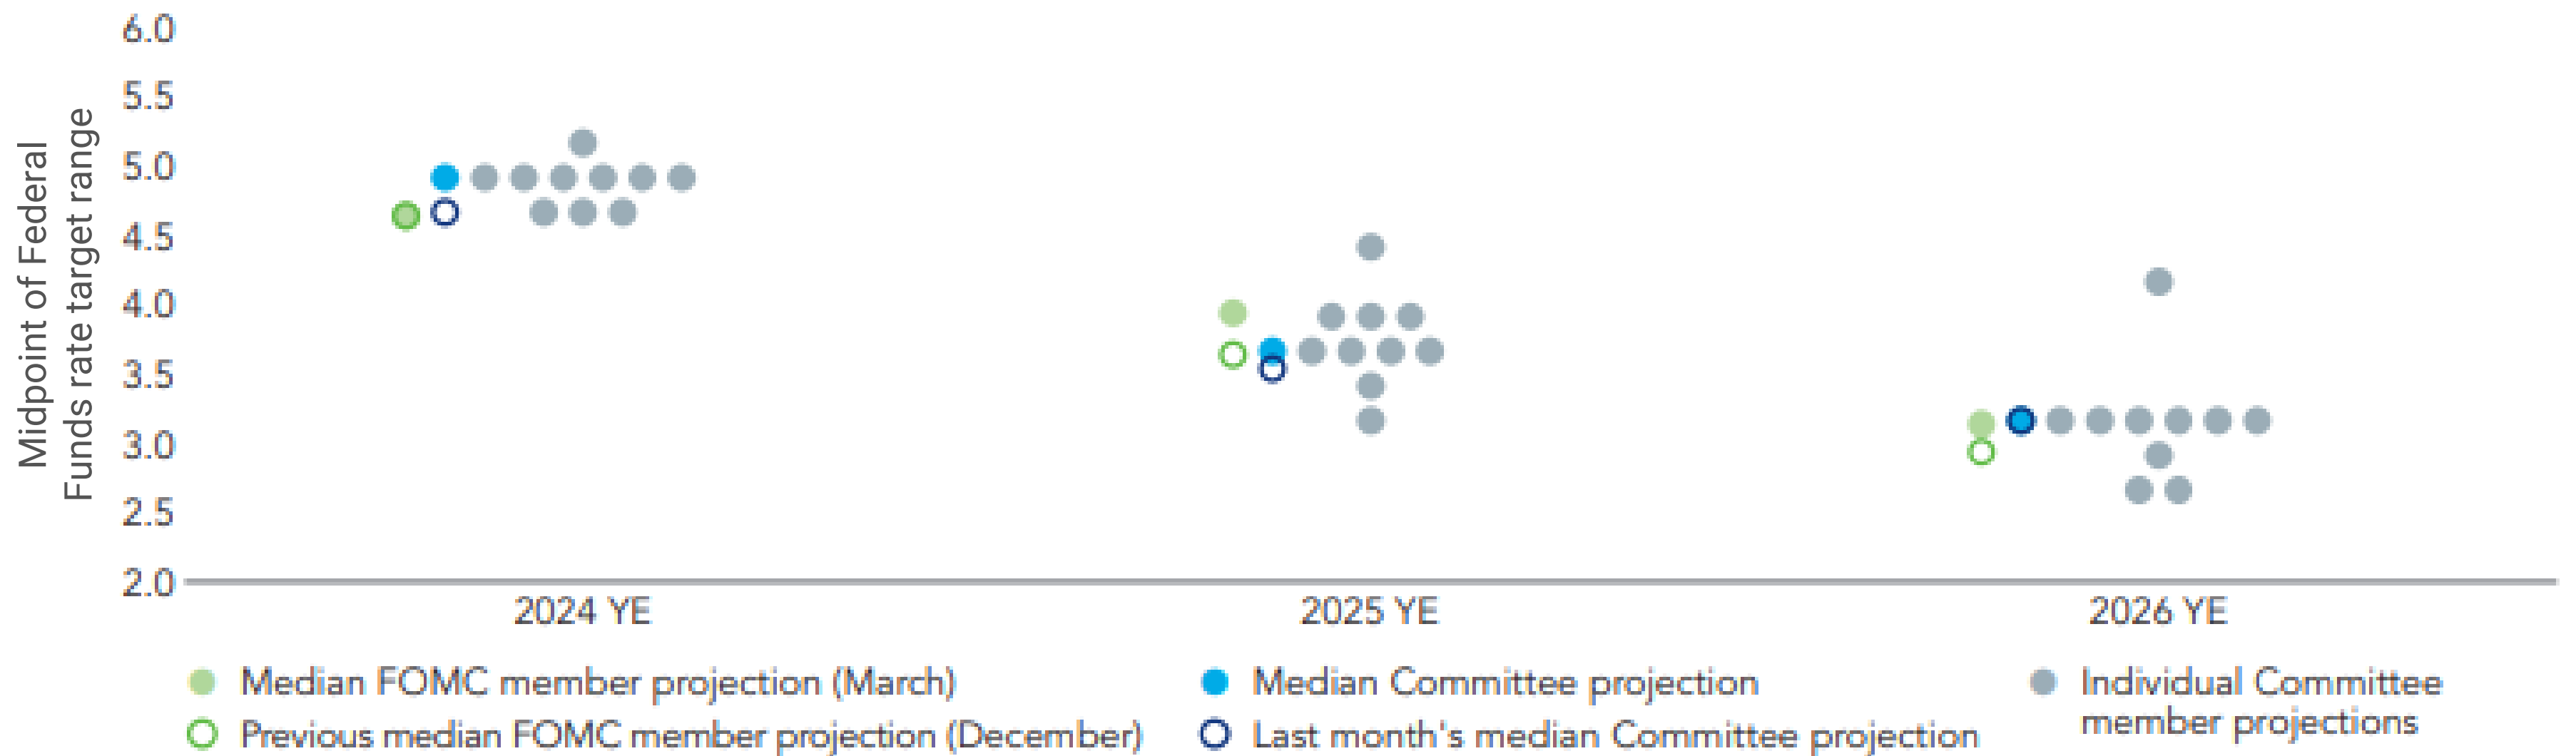 Midpoint of Federal
Funds rate target range
6.0
5.5
5.0
4.5
4.0
3.5
3.0
2.5
2.0
2024 YE
2025 YE
2026 YE
Median FOMC member projection (March)
Previous median FOMC member projection (December)
Median Committee projection
Last month's median Committee projection
Individual Committee
member projections